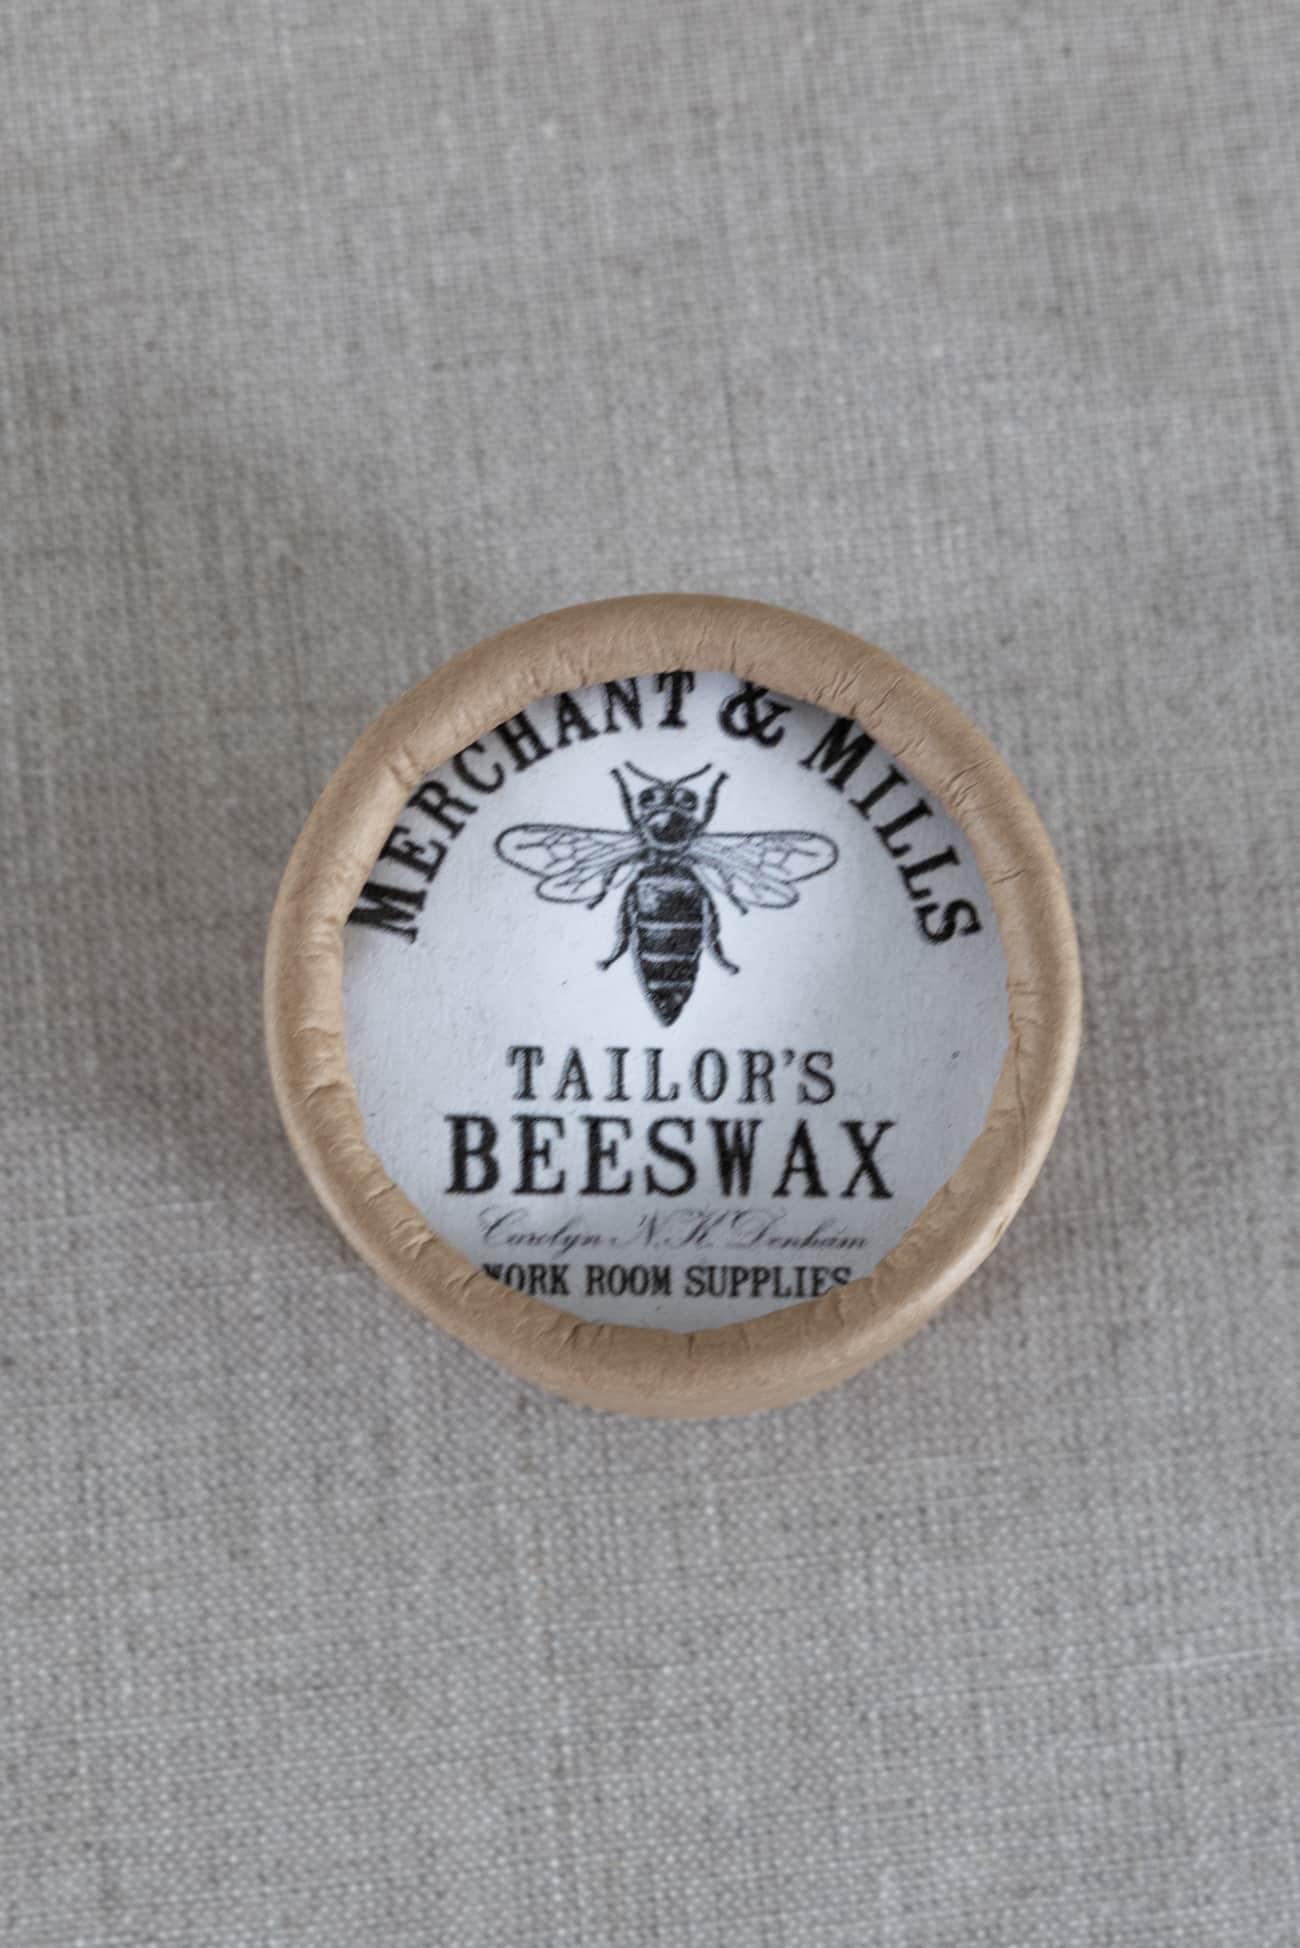 MERCHANT & MILLS
TAILOR'S
BEESWAX
Carolyn N.K. Denham
WORK ROOM SUPPLIES